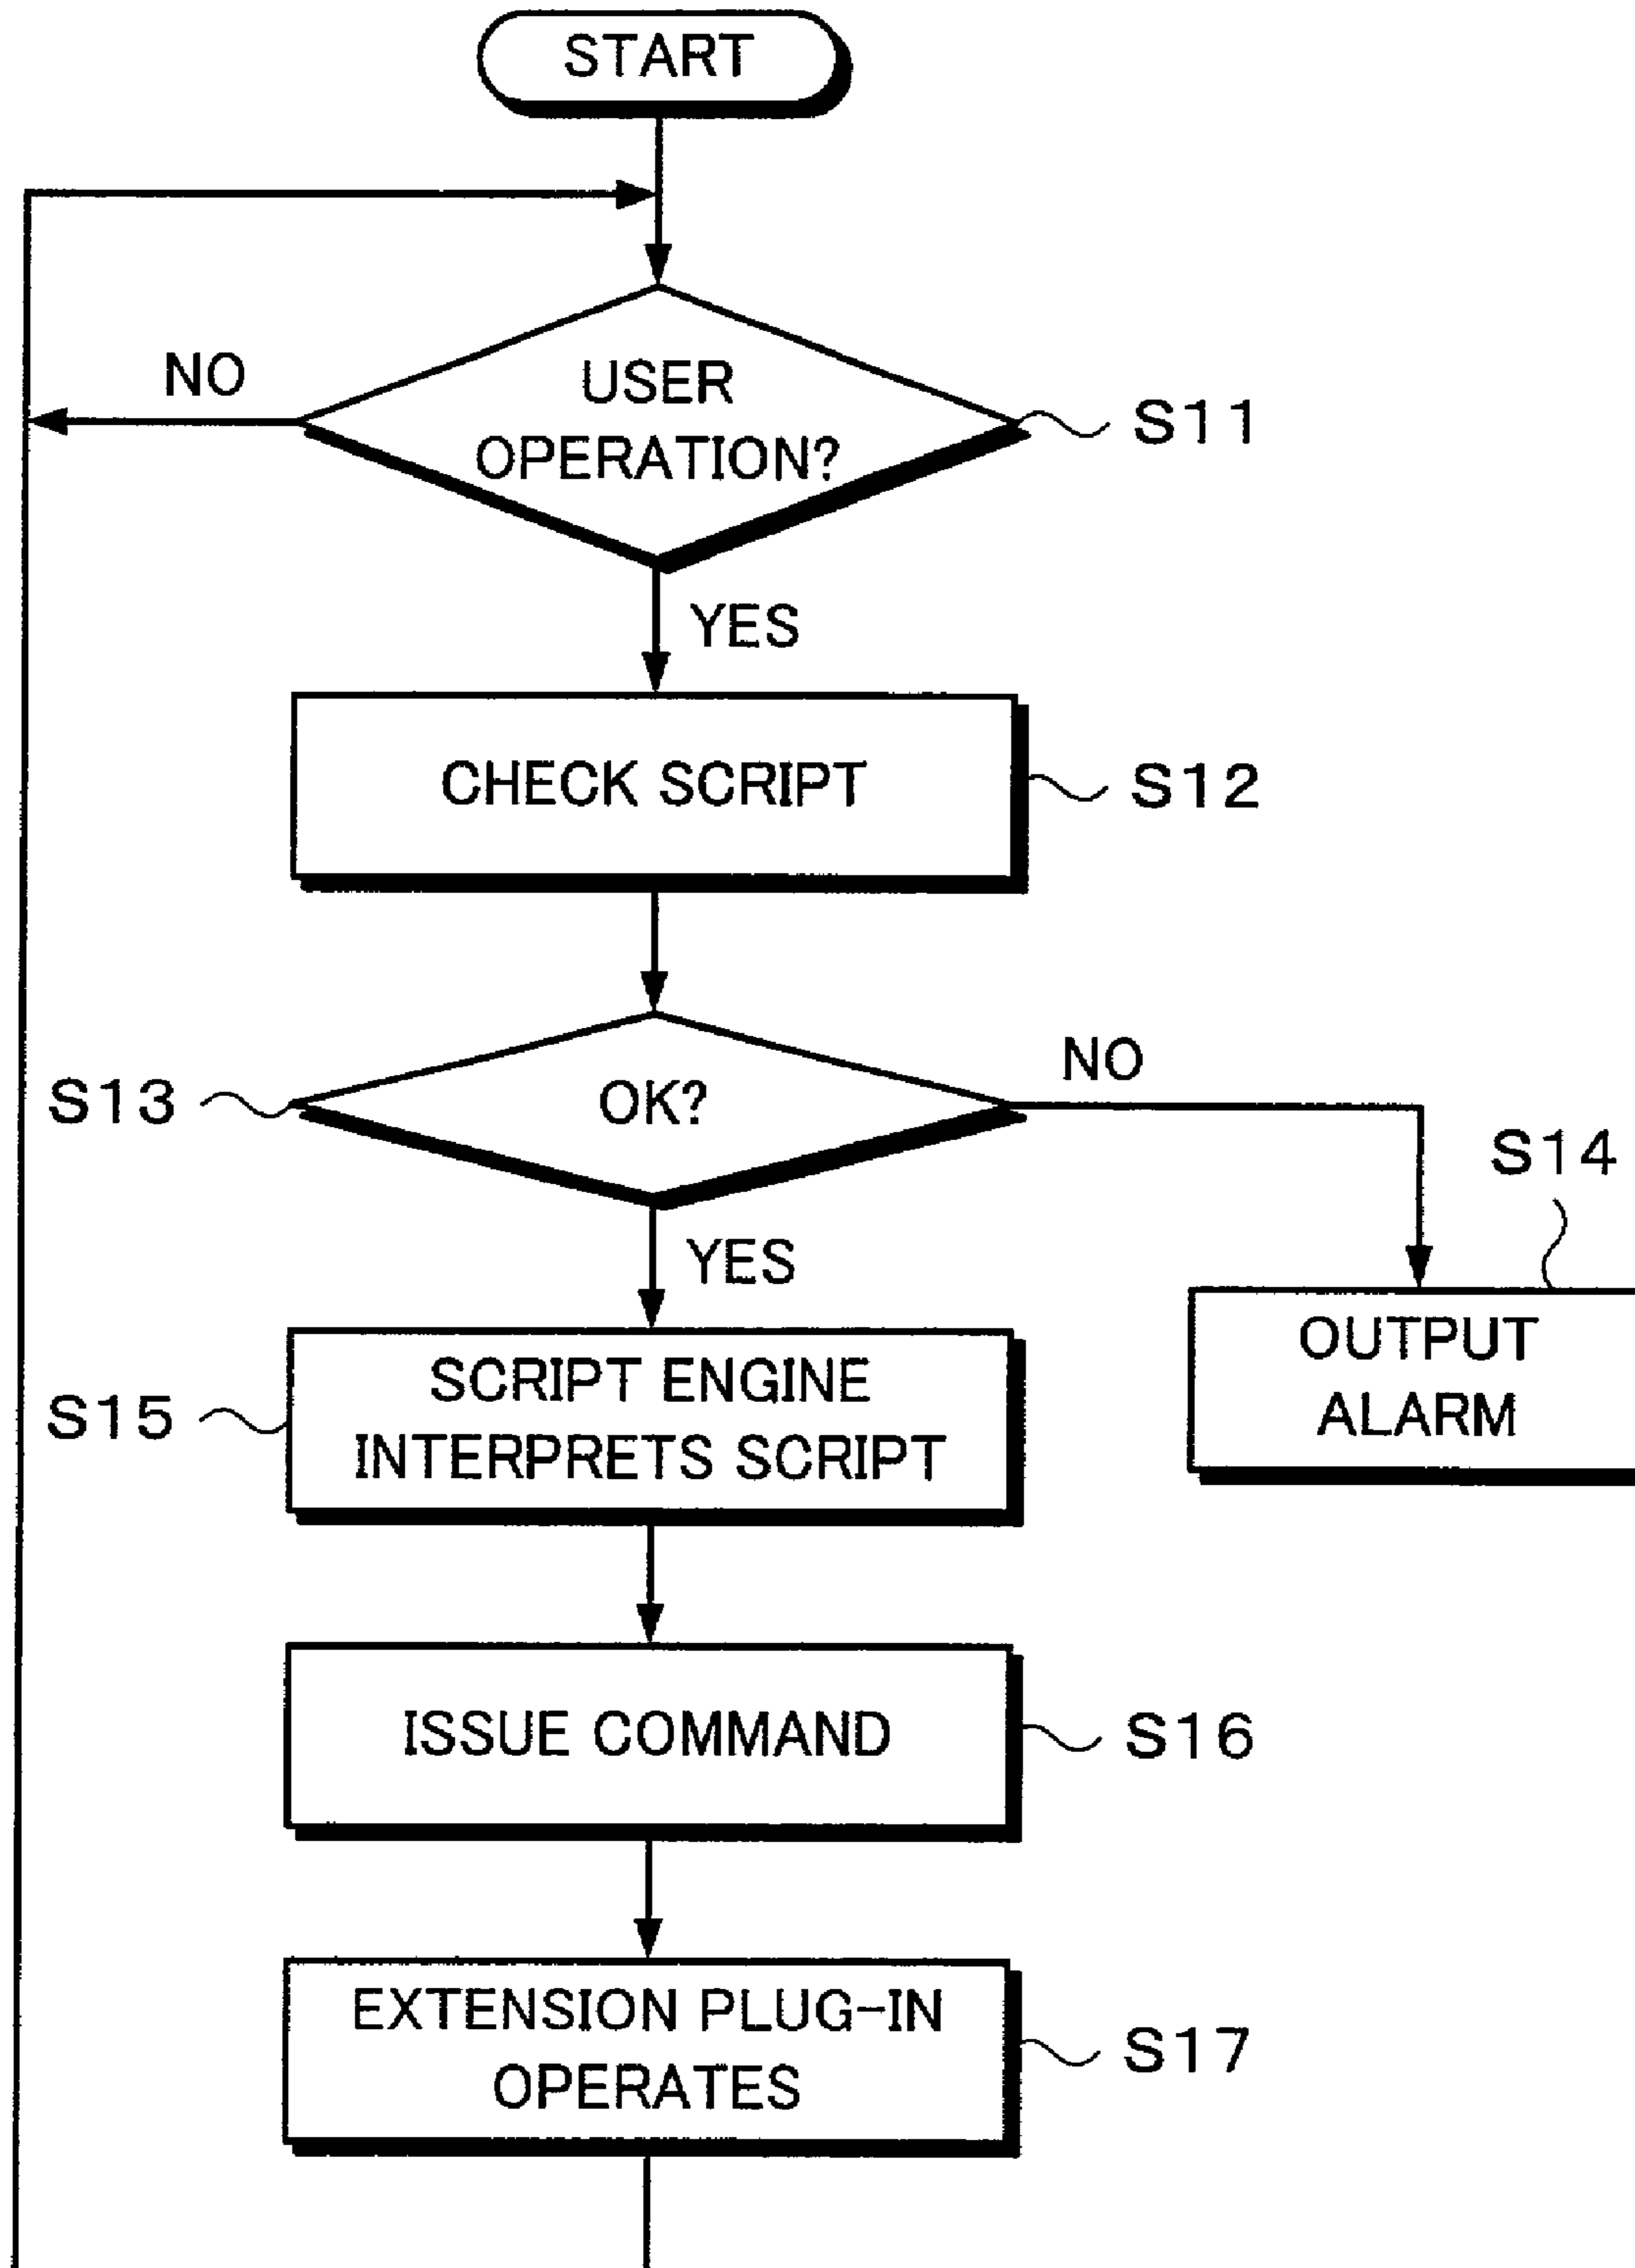 START
NO
USER
OPERATION?
S11
YES
CHECK SCRIPT
S12
S13
OK?
NO
S14
YES
OUTPUT
ALARM
SCRIPT ENGINE
INTERPRETS SCRIPT
S15
ISSUE COMMAND
S16
EXTENSION PLUG-IN
OPERATES
S17